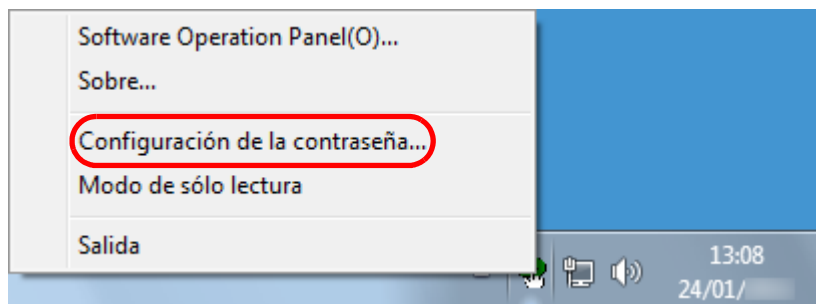 Software Operation Panel(O)...
Sobre...
Configuración de la contraseña...
Modo de sólo lectura
Salida
13:08
24/01/